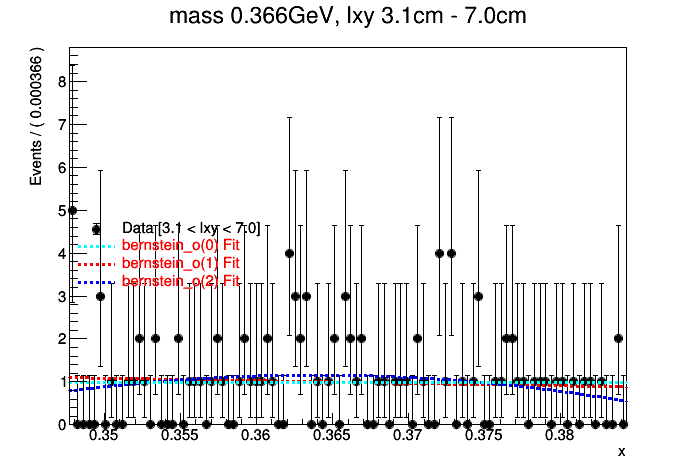 mass 0.366GeV, lxy 3.1cm - 7.0cm
Events / ( 0.000366 )
8
7
6
5
4
3
2
1
0
Data [3.1 < lxy < 7.0]
bernstein_o(0) Fit
bernstein_o(1) Fit
bernstein_o(2) Fit
0.35 0.355 0.36 0.365 0.37 0.375 0.38
x